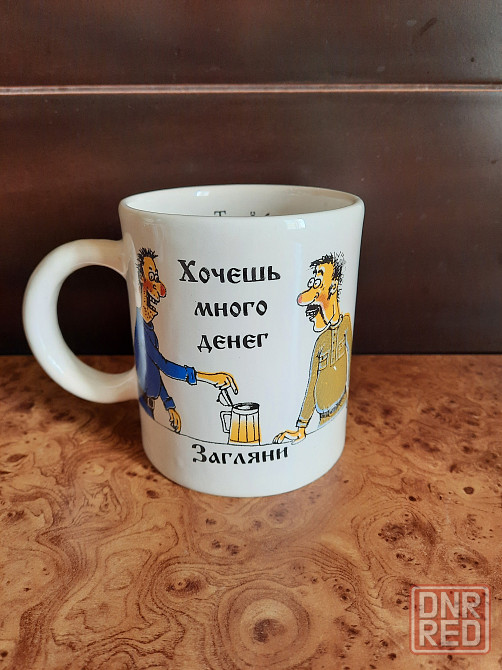 Хочешь
много
денег
Загляни
DNR
RED